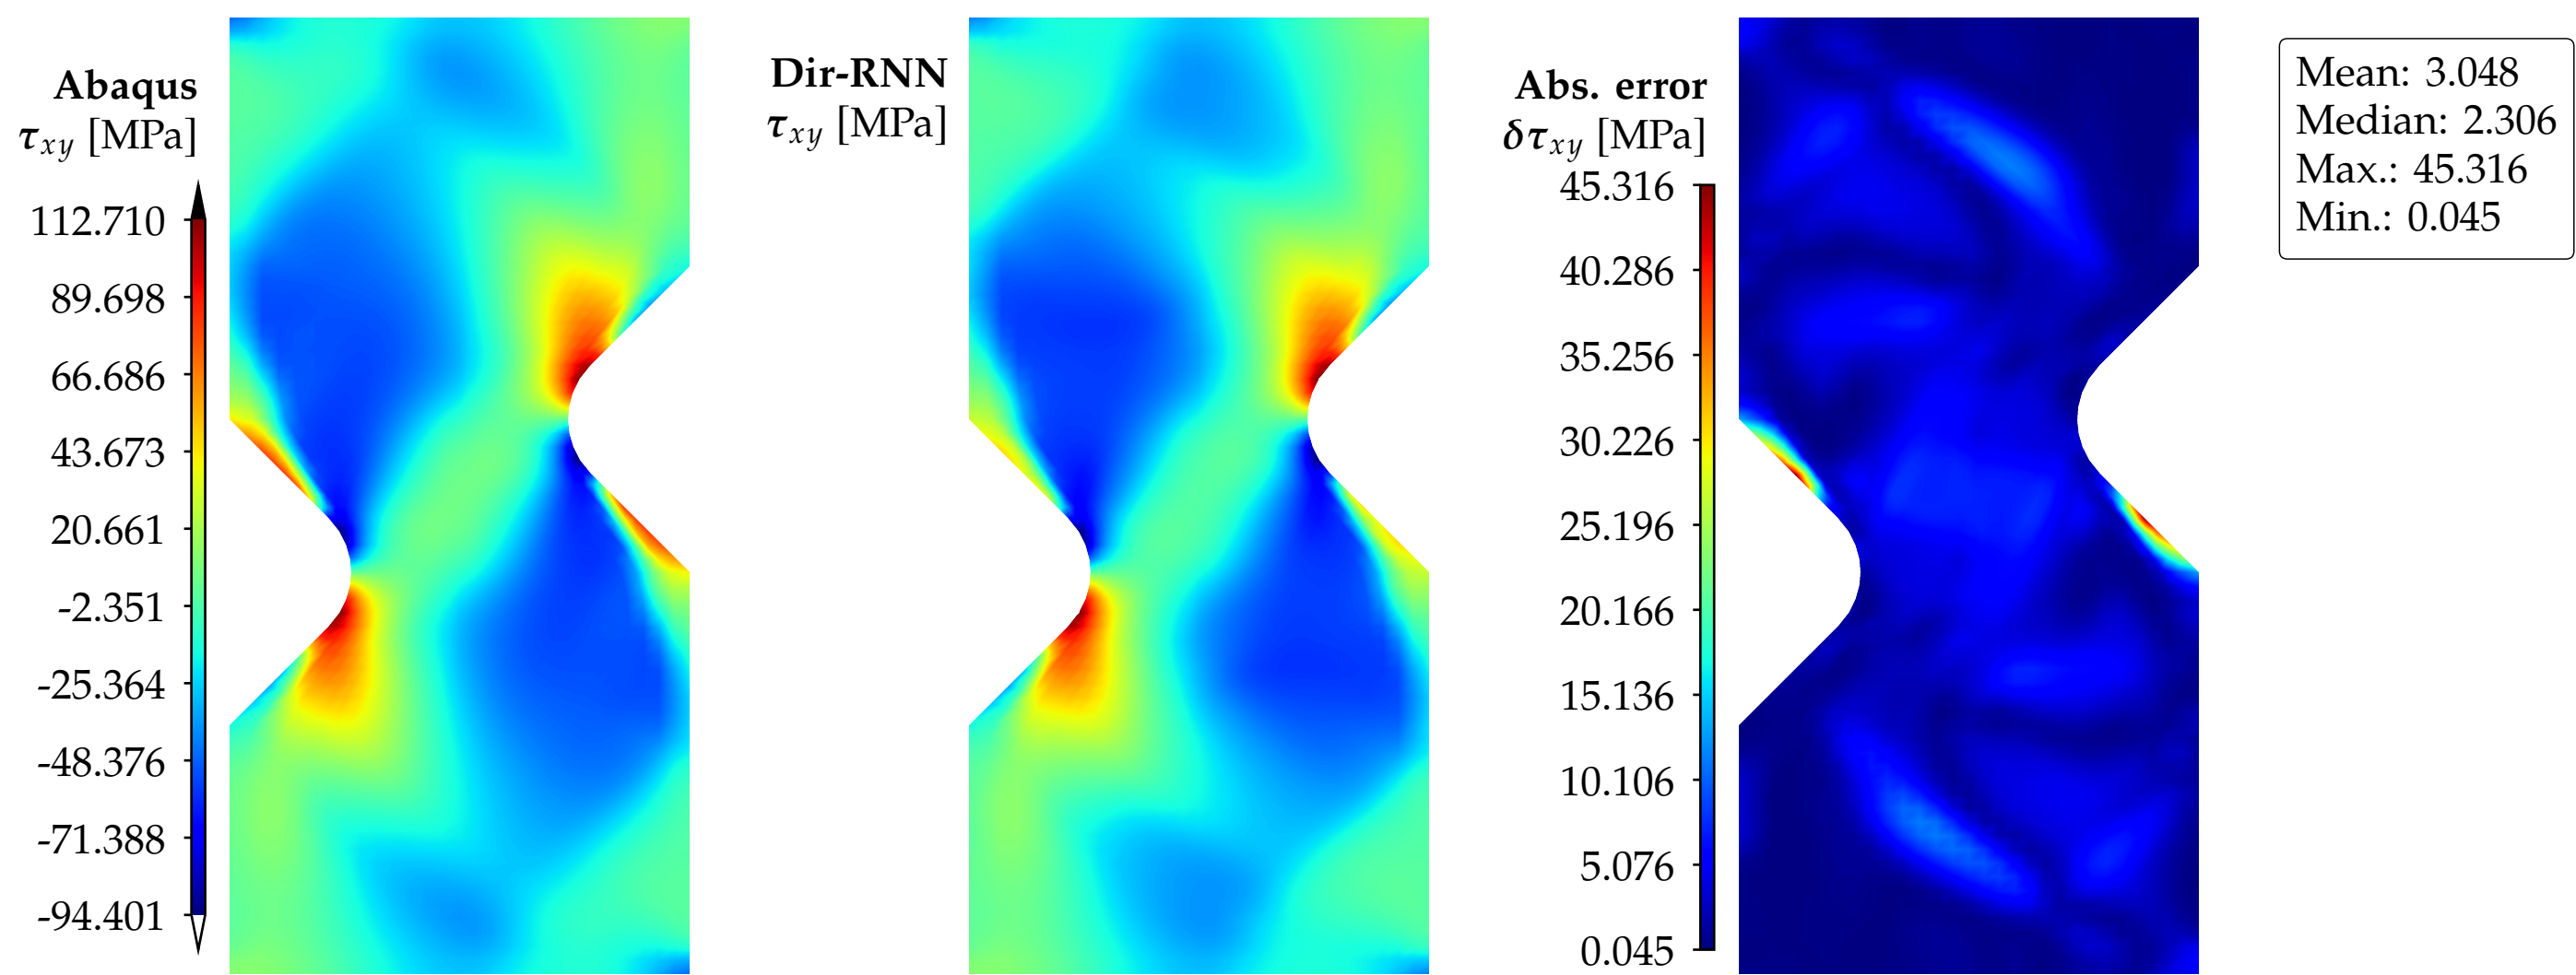 Abaqus
τxy [MPa]
112.710
89.698
66.686
43.673
20.661
-2.351
-25.364
-48.376
-71.388
-94.401
Dir-RNN
τxy [MPa]
Abs. error
δτxy [MPa]
45.316
40.286
35.256
30.226
25.196
20.166
15.136
10.106
5.076
0.045
Mean: 3.048
Median: 2.306
Max.: 45.316
Min.: 0.045